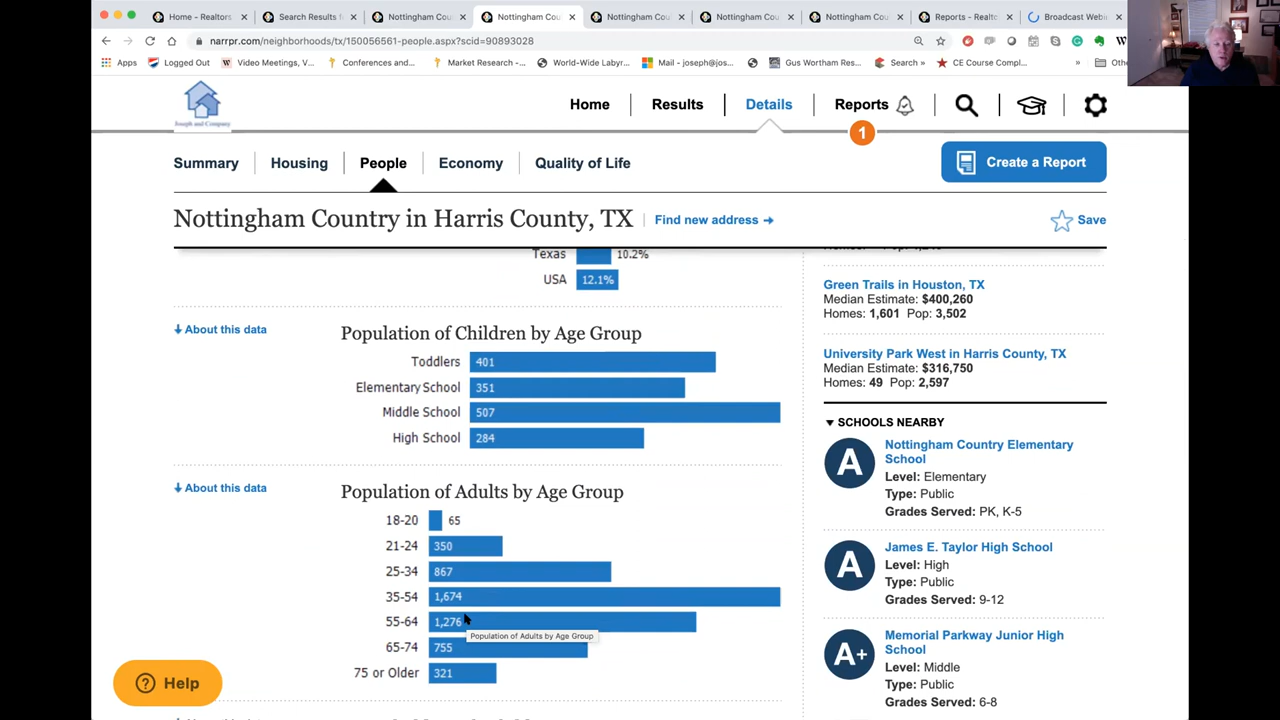 Home - Realtors
Search Results f
Nottingham Cou
Nottingham Cou
Nottingham Cou
Nottingham Cou
Nottingham Cou
Reports - Realto
Broadcast Webi
narrpr.com/neighborhoods/tx/150056561-people.aspx?scid=90893028
Apps
Logged Out
Video Meetings, V...
Conferences and...
Market Research -...
World-Wide Labyr...
Mail - joseph@jos...
Gus Wortham Res...
Search »
CE Course Compl...
»
Oth
Joseph and Company
Home
Results
Details
Reports
1
Summary
Housing
People
Economy
Quality of Life
Create a Report
Nottingham Country in Harris County, TX
Find new address
Save
Texas 10.2%
USA 12.1%
About this data
Population of Children by Age Group
Toddlers 401
Elementary School 351
Middle School 507
High School 284
About this data
Population of Adults by Age Group
18-20 65
21-24 350
25-34 867
35-54 1,674
55-64 1,276
Population of Adults by Age Group
65-74 755
75 or Older 321
Help
Green Trails in Houston, TX
Median Estimate: $400,260
Homes: 1,601 Pop: 3,502
University Park West in Harris County, TX
Median Estimate: $316,750
Homes: 49 Pop: 2,597
SCHOOLS NEARBY
A
Nottingham Country Elementary
School
Level: Elementary
Type: Public
Grades Served: PK, K-5
A
James E. Taylor High School
Level: High
Type: Public
Grades Served: 9-12
A+
Memorial Parkway Junior High
School
Level: Middle
Type: Public
Grades Served: 6-8